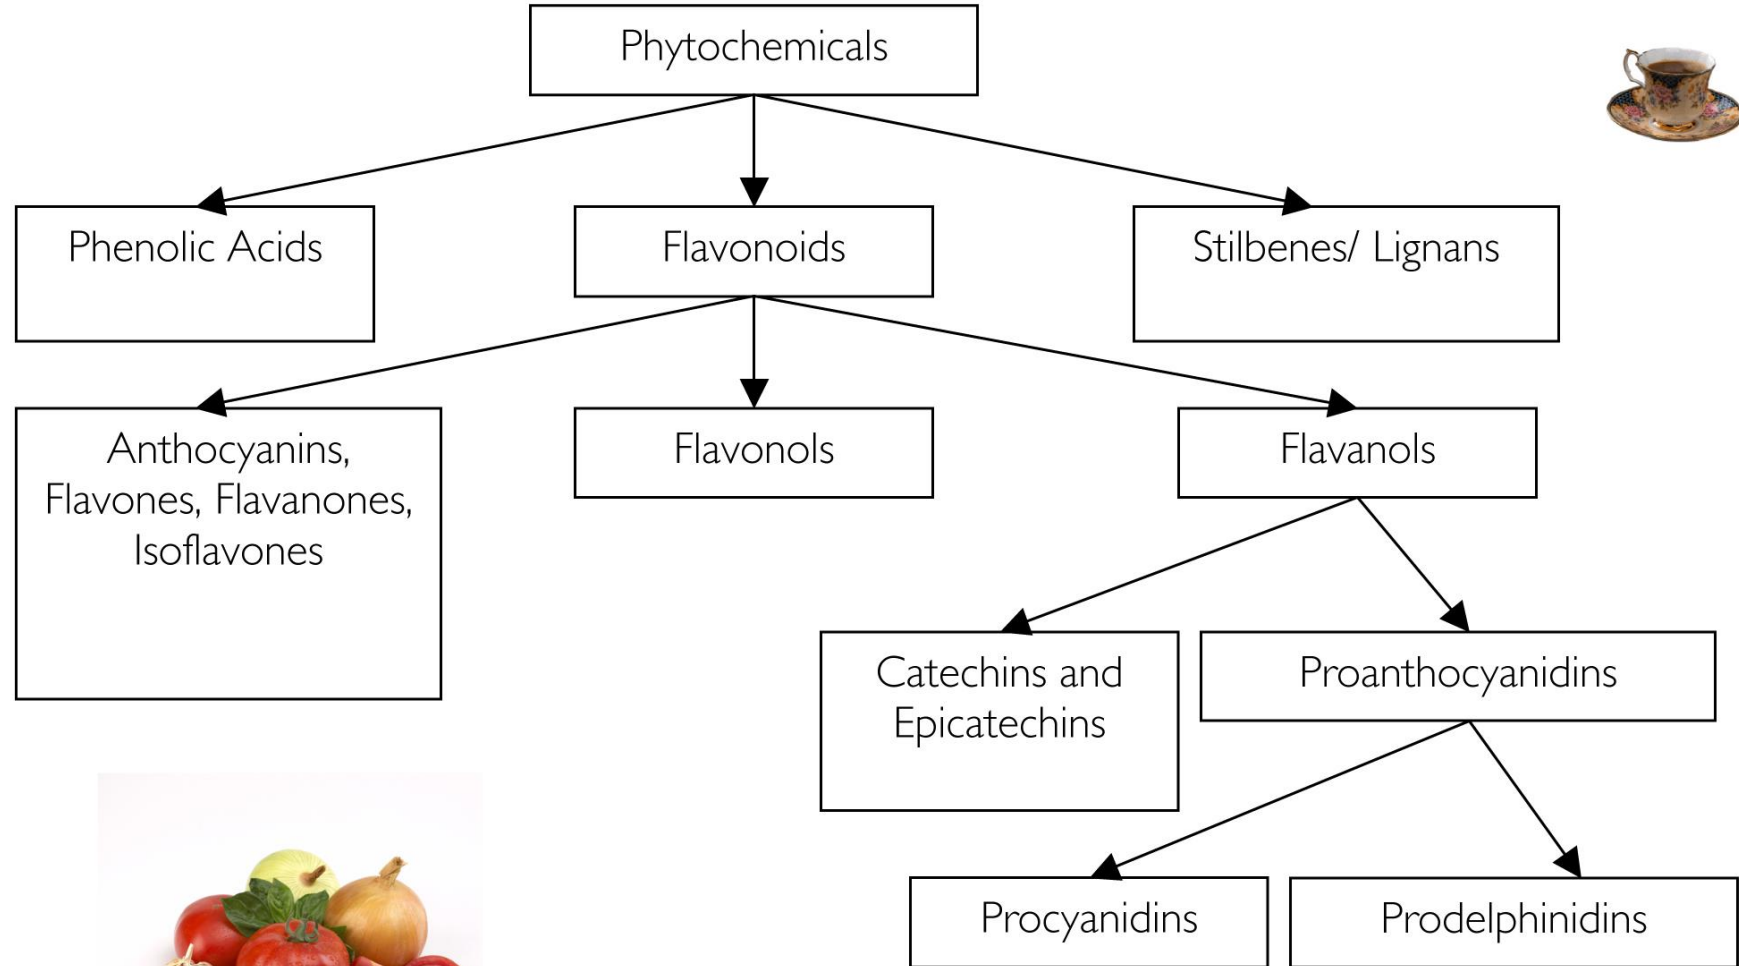 Phytochemicals
Phenolic Acids
Flavonoids
Stilbenes/ Lignans
Anthocyanins,
Flavones, Flavanones,
Isoflavones
Flavonols
Flavanols
Catechins and
Epicatechins
Proanthocyanidins
Procyanidins
Prodelphinidins